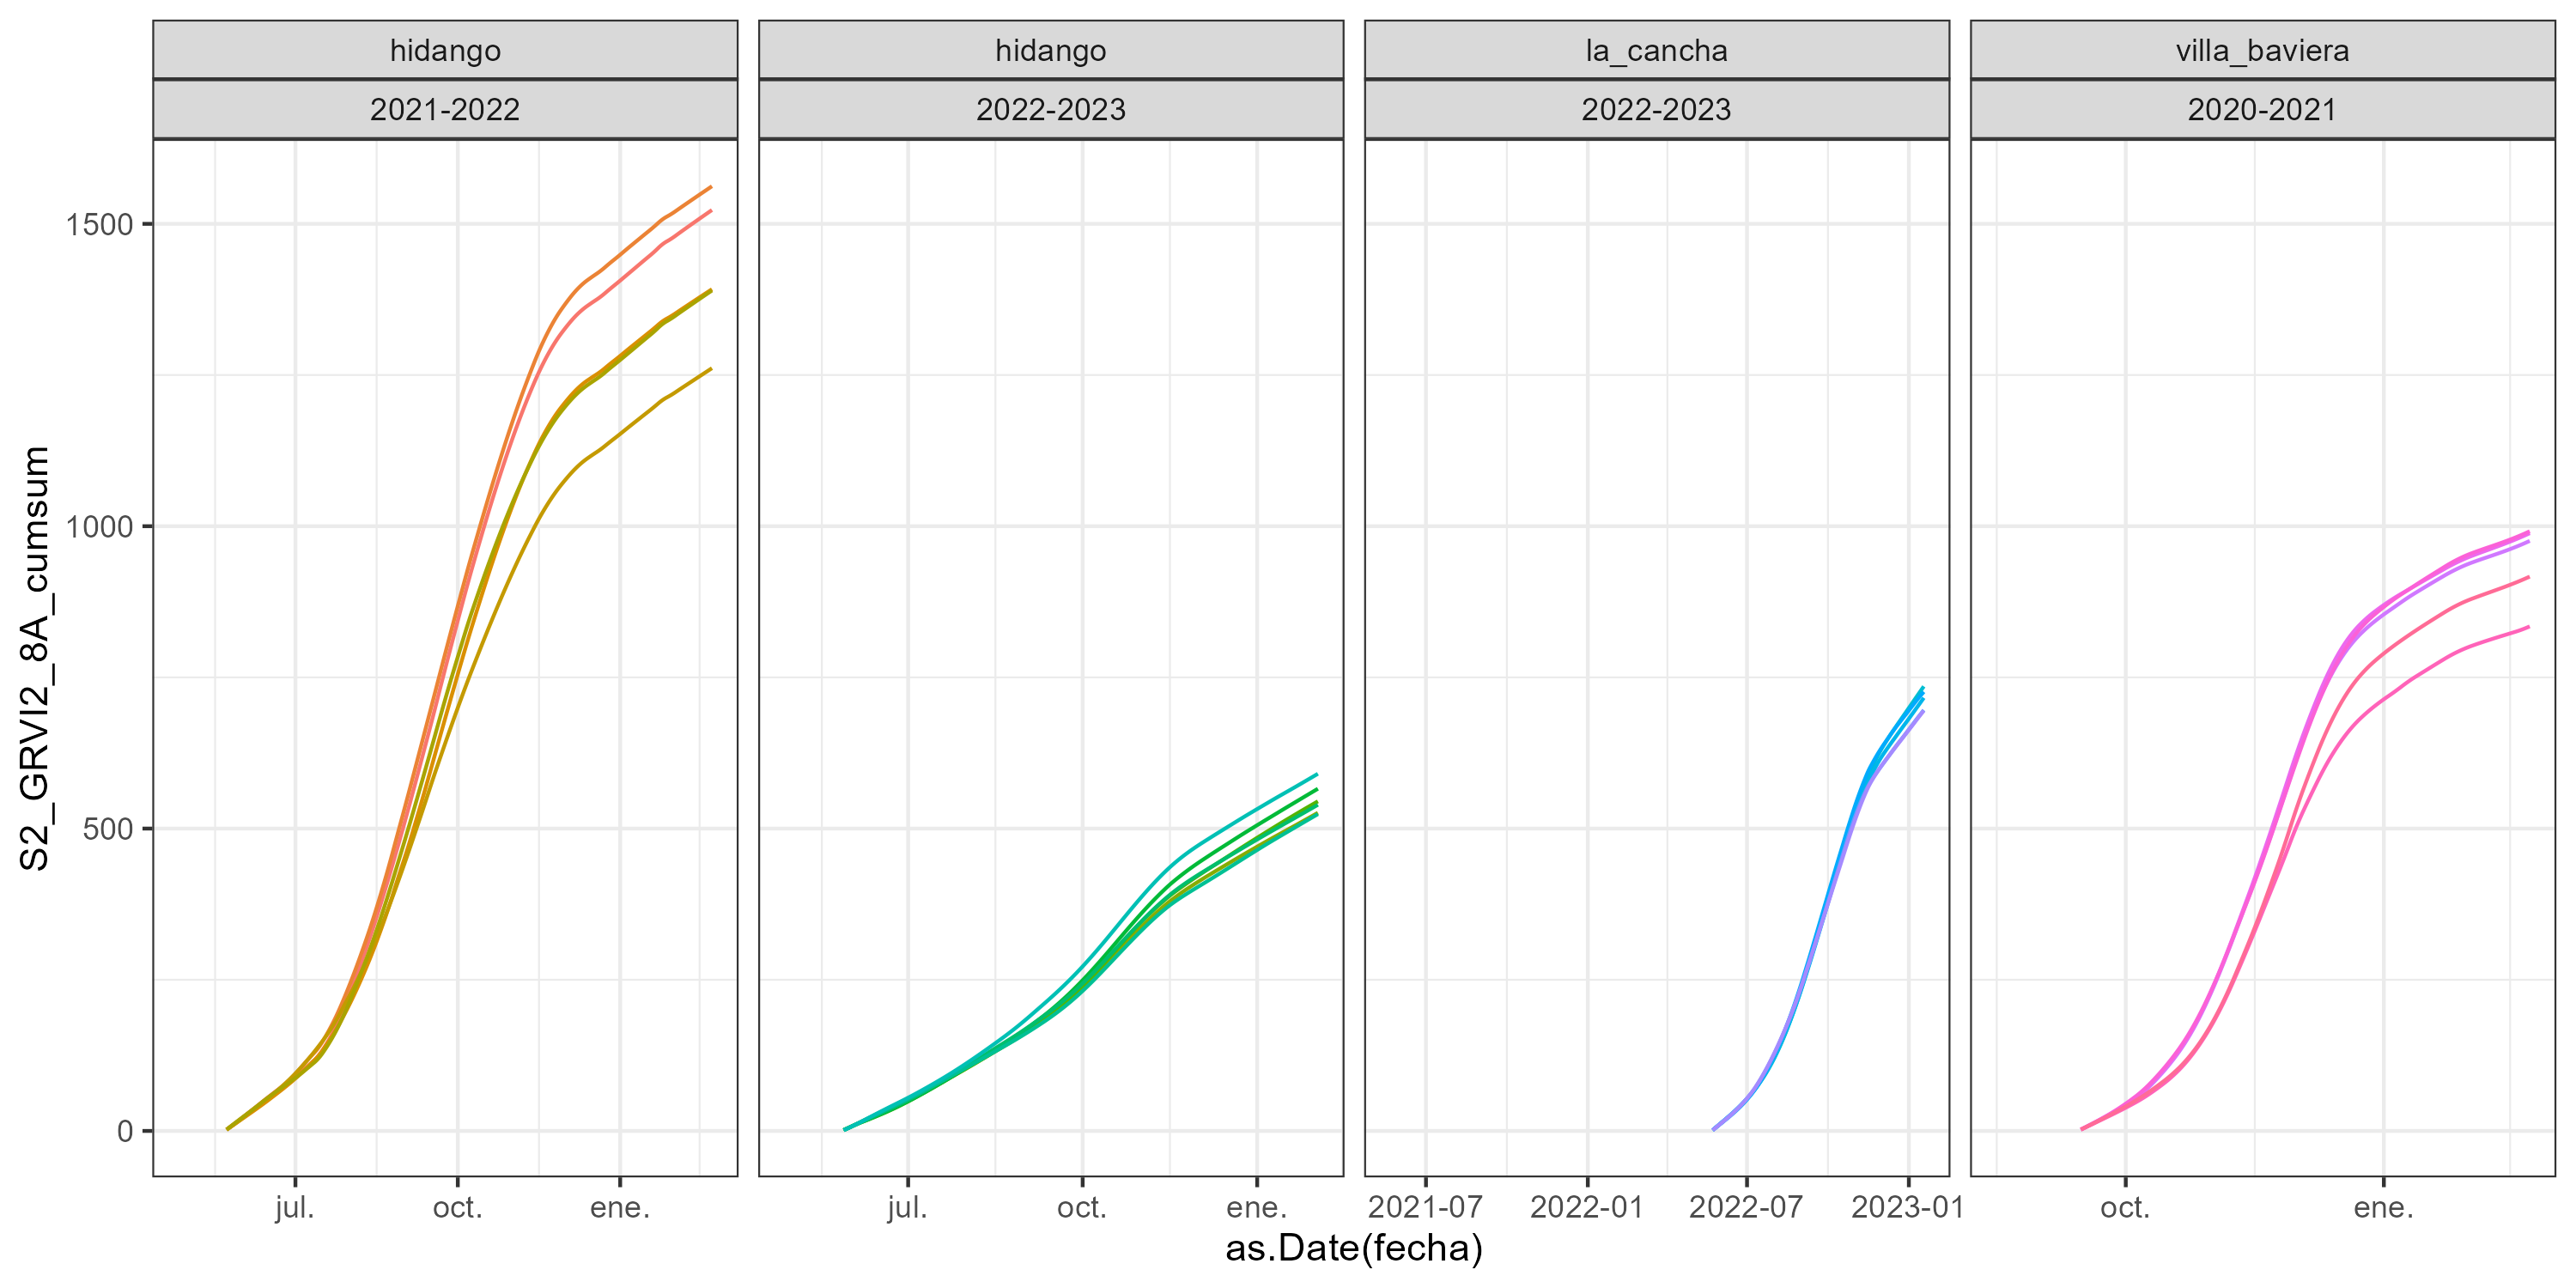 hidango
hidango
la_cancha
villa_baviera
2021-2022
2022-2023
2022-2023
2020-2021
S2_GRVI2_8A_cumsum
1500
1000
500
0
jul.
oct.
ene.
jul.
oct.
ene.
2021-07
2022-01
2022-07
2023-01
oct.
ene.
as.Date(fecha)